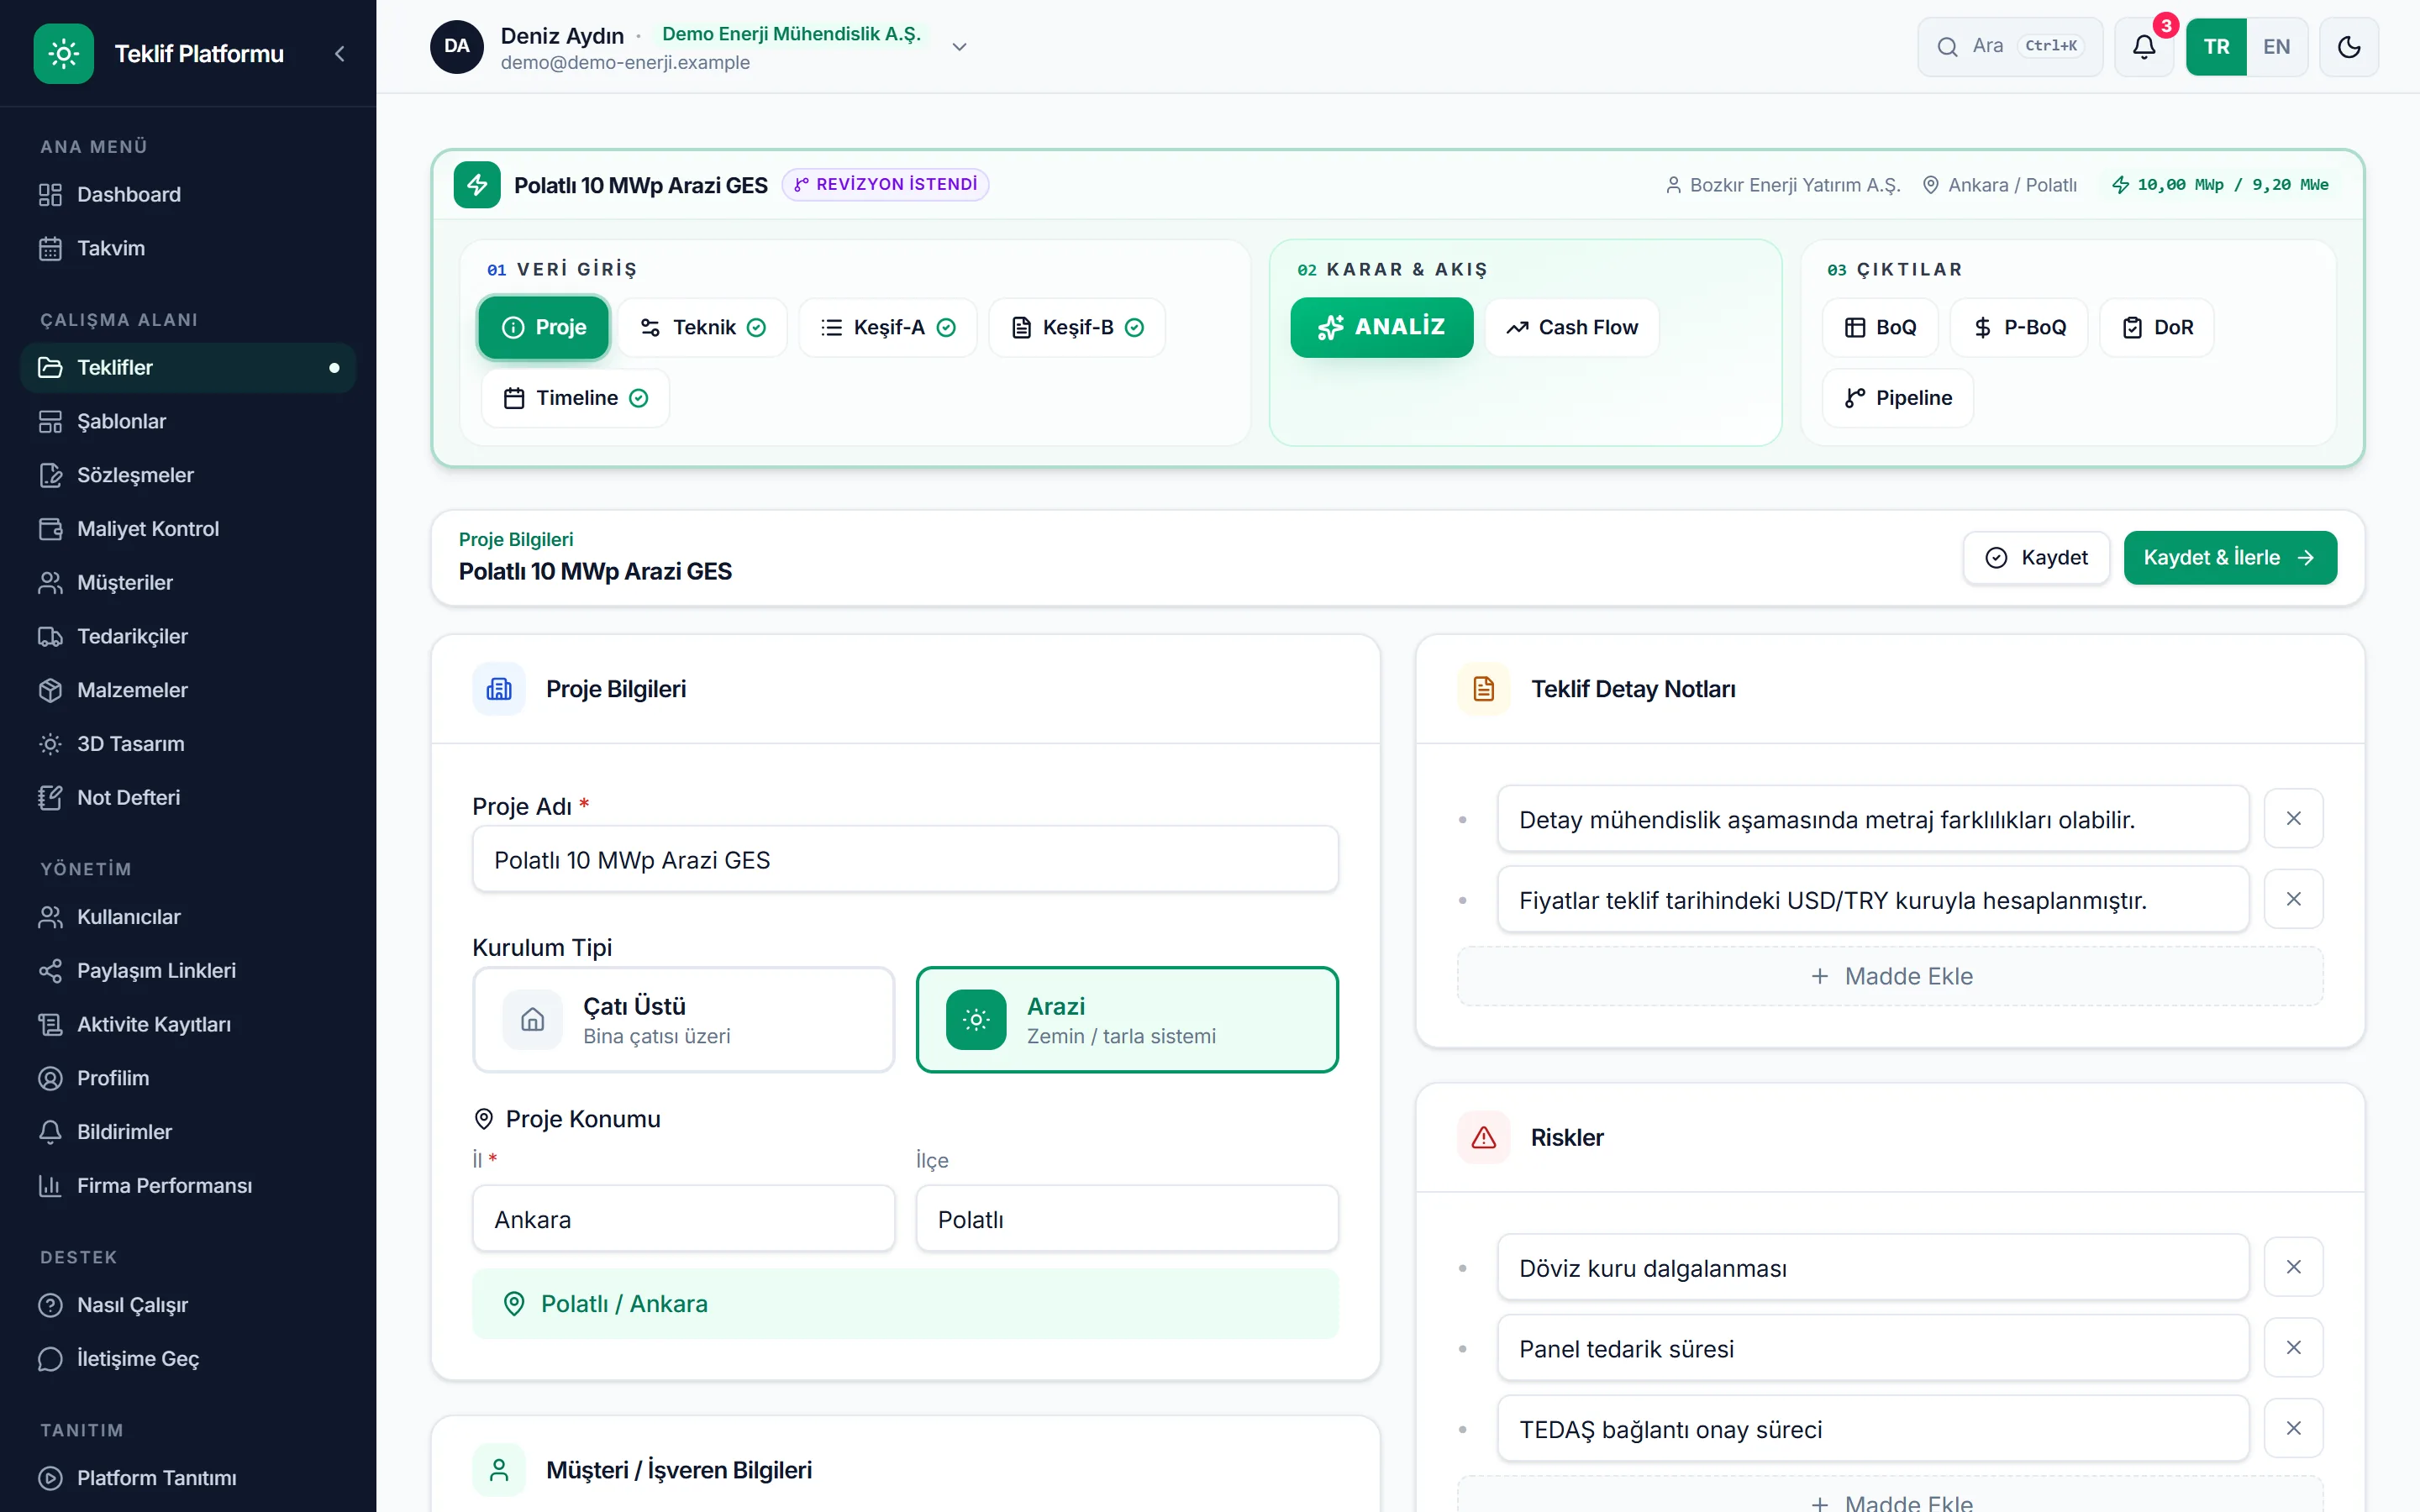 Teklif Platformu
ANA MENÜ
Dashboard
Takvim
ÇALIŞMA ALANI
Teklifler
Şablonlar
Sözleşmeler
Maliyet Kontrol
Müşteriler
Tedarikçiler
Malzemeler
3D Tasarım
Not Defteri
YÖNETİM
Kullanıcılar
Paylaşım Linkleri
Aktivite Kayıtları
Profilim
Bildirimler
Firma Performansı
DESTEK
Nasıl Çalışır
İletişime Geç
TANITIM
Platform Tanıtımı
DA
Deniz Aydın · Demo Enerji Mühendislik A.Ş.
demo@demo-enerji.example
Ara Ctrl+K
3
TR EN
Polatlı 10 MWp Arazi GES REVİZYON İSTENDİ
Bozkır Enerji Yatırım A.Ş. Ankara / Polatlı 10,00 MWp / 9,20 MWe
01 VERİ GİRİŞ
Proje Teknik Keşif-A Keşif-B
Timeline
02 KARAR & AKIŞ
ANALİZ Cash Flow
03 ÇIKTILAR
BoQ P-BoQ DoR
Pipeline
Proje Bilgileri
Polatlı 10 MWp Arazi GES
Kaydet Kaydet & İlerle
Proje Bilgileri
Proje Adı *
Polatlı 10 MWp Arazi GES
Kurulum Tipi
Çatı Üstü
Bina çatısı üzeri
Arazi
Zemin / tarla sistemi
Proje Konumu
İl * İlçe
Ankara Polatlı
Polatlı / Ankara
Müşteri / İşveren Bilgileri
Teklif Detay Notları
Detay mühendislik aşamasında metraj farklılıkları olabilir.
Fiyatlar teklif tarihindeki USD/TRY kuruyla hesaplanmıştır.
+ Madde Ekle
Riskler
Döviz kuru dalgalanması
Panel tedarik süresi
TEDAŞ bağlantı onay süreci
+ Madde Ekle